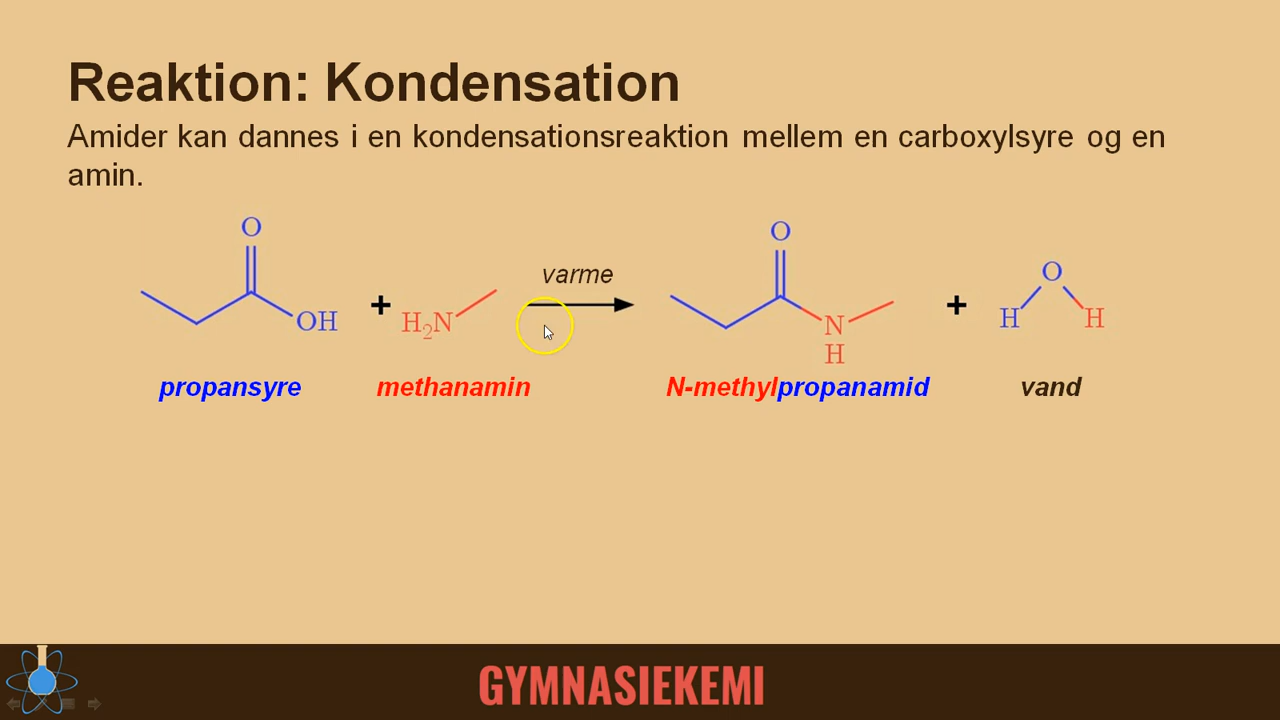 Reaktion: Kondensation
Amider kan dannes i en kondensationsreaktion mellem en carboxylsyre og en
amin.
O
OH
+
H₂N
varme
O
N
H
+
O
H
H
propansyre
methanamin
N-methylpropanamid
vand
GYMNASIEKEMI